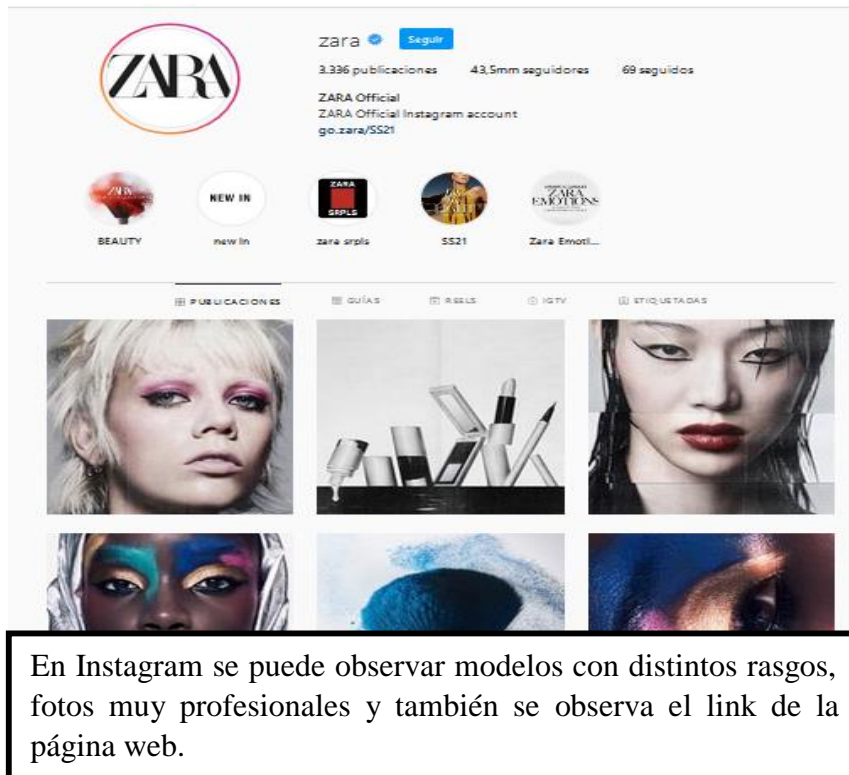 ZARA
zara Seguir
3.336 publicaciones 43,5mm seguidores 69 seguidos
ZARA Official
ZARA Official Instagram account
go.zara/SS21
ZARA
NEW IN
ZARA
SRPLS
ZARA
EMOTIONS
BEAUTY new in zara srpls SS21 Zara Emoti...
PUBLICACIONES GUÍAS REELS IGTV ETIQUETADAS
En Instagram se puede observar modelos con distintos rasgos,
fotos muy profesionales y también se observa el link de la
página web.